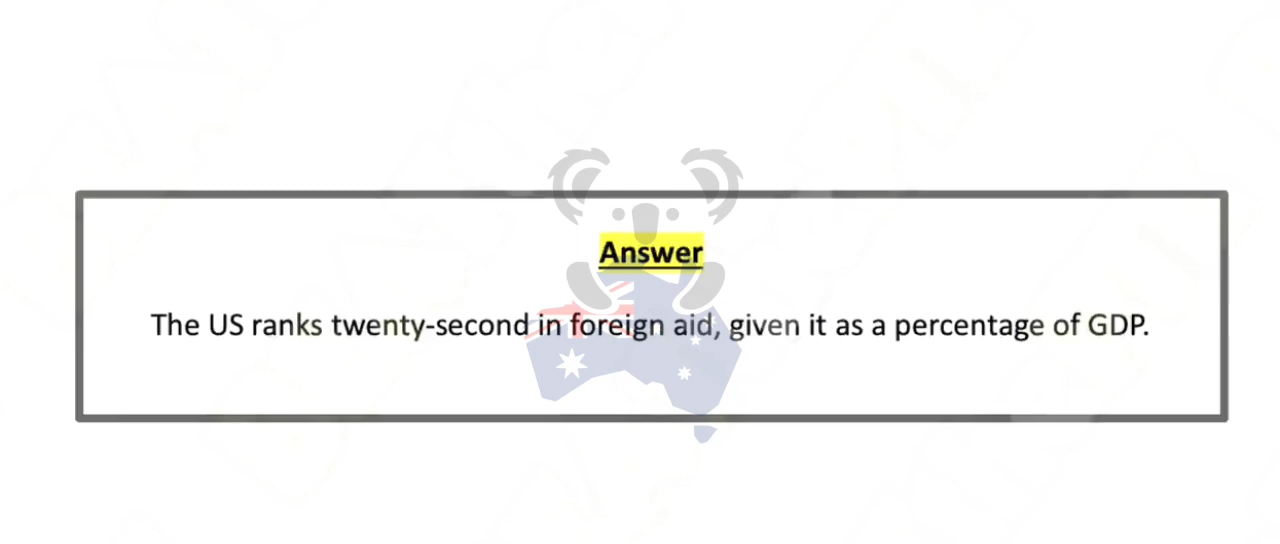 Answer
The US ranks twenty-second in foreign aid, given it as a percentage of GDP.